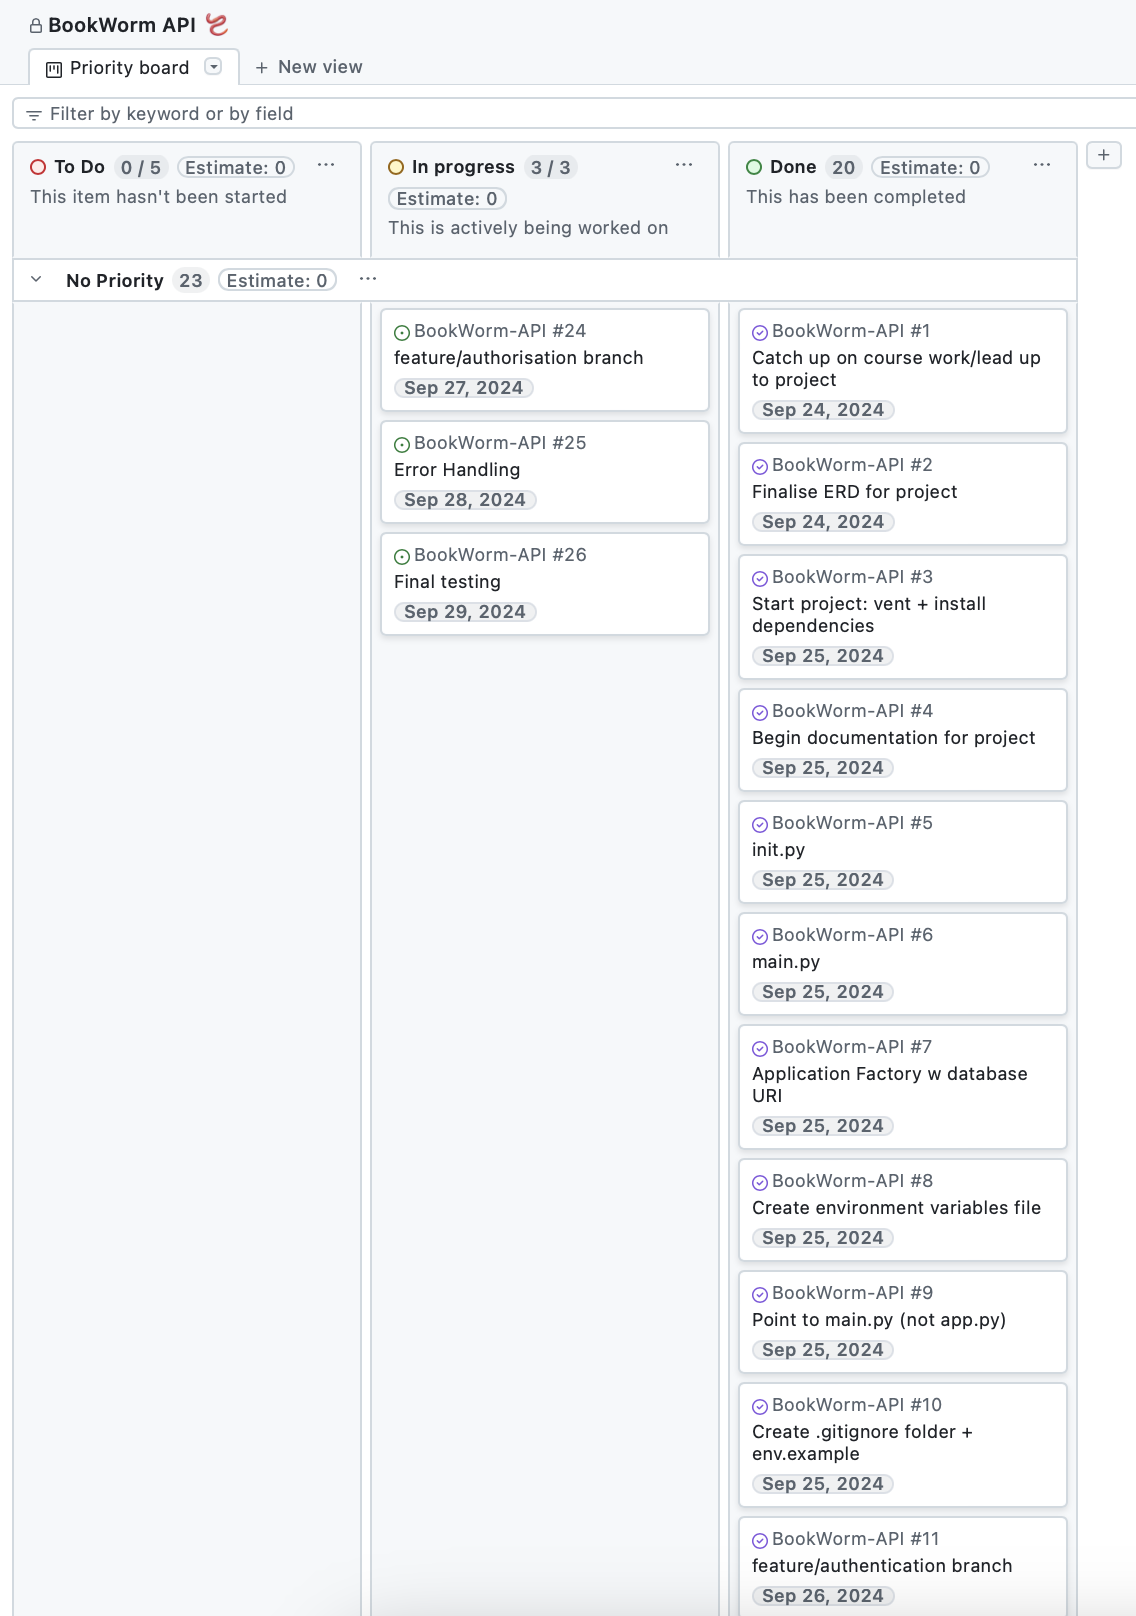 BookWorm API
Priority board
New view
Filter by keyword or by field
To Do 0 / 5 Estimate: 0
This item hasn't been started
In progress 3 / 3
Estimate: 0
This is actively being worked on
Done 20 Estimate: 0
This has been completed
No Priority 23 Estimate: 0
BookWorm-API #24
feature/authorisation branch
Sep 27, 2024
BookWorm-API #25
Error Handling
Sep 28, 2024
BookWorm-API #26
Final testing
Sep 29, 2024
BookWorm-API #1
Catch up on course work/lead up
to project
Sep 24, 2024
BookWorm-API #2
Finalise ERD for project
Sep 24, 2024
BookWorm-API #3
Start project: vent + install
dependencies
Sep 25, 2024
BookWorm-API #4
Begin documentation for project
Sep 25, 2024
BookWorm-API #5
init.py
Sep 25, 2024
BookWorm-API #6
main.py
Sep 25, 2024
BookWorm-API #7
Application Factory w database
URI
Sep 25, 2024
BookWorm-API #8
Create environment variables file
Sep 25, 2024
BookWorm-API #9
Point to main.py (not app.py)
Sep 25, 2024
BookWorm-API #10
Create .gitignore folder +
env.example
Sep 25, 2024
BookWorm-API #11
feature/authentication branch
Sep 26, 2024